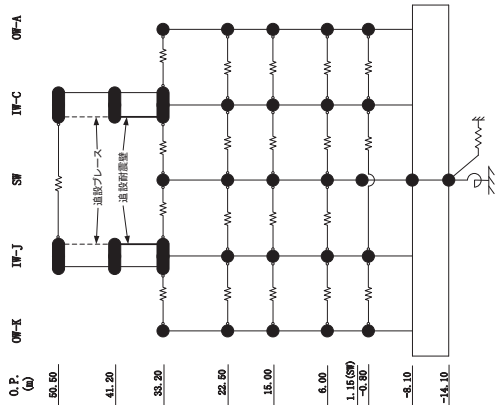 O.P.
(m)
OW-K
IW-J
SW
IW-C
OW-A
50.50
41.20
33.20
22.50
15.00
6.00
1.15(SW)
-0.80
-8.10
-14.10
追設ブレース
追設耐震壁